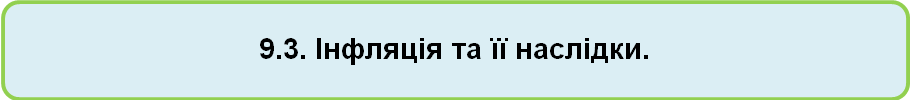 9.3. Інфляція та її наслідки.